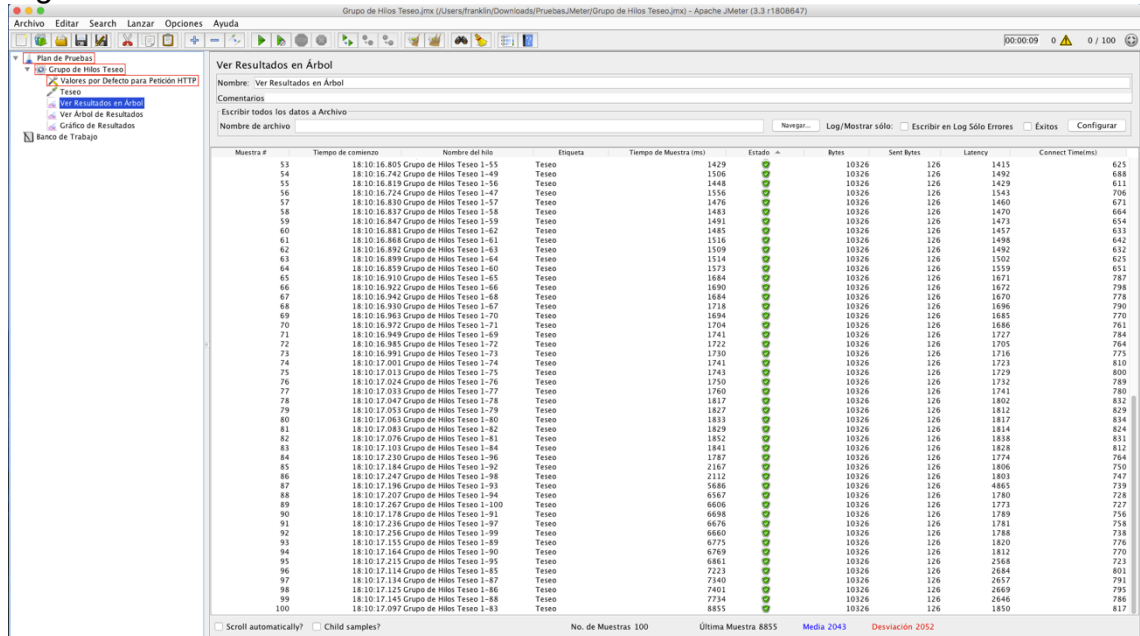 Grupo de Hilos Teseo.jmx (/Users/franklin/Downloads/PruebasJMeter/Grupo de Hilos Teseo.jmx) - Apache JMeter (3.3 r1808647)
Archivo Editar Search Lanzar Opciones Ayuda
00:00:09 0 0 / 100
Plan de Pruebas
Grupo de Hilos Teseo
Valores por Defecto para Petición HTTP
Teseo
Ver Resultados en Árbol
Ver Árbol de Resultados
Gráfico de Resultados
Banco de Trabajo
Ver Resultados en Árbol
Nombre: Ver Resultados en Árbol
Comentarios
Escribir todos los datos a Archivo
Nombre de archivo Navegar... Log/Mostrar sólo: Escribir en Log Sólo Errores Éxitos Configurar
Muestra # Tiempo de comienzo Nombre del hilo Etiqueta Tiempo de Muestra (ms) Estado Bytes Sent Bytes Latency Connect Time(ms)
53 18:10:16.805 Grupo de Hilos Teseo 1-55 Teseo 1429 10326 126 1415 625
54 18:10:16.742 Grupo de Hilos Teseo 1-49 Teseo 1506 10326 126 1492 688
55 18:10:16.819 Grupo de Hilos Teseo 1-56 Teseo 1448 10326 126 1429 611
56 18:10:16.724 Grupo de Hilos Teseo 1-47 Teseo 1556 10326 126 1543 706
57 18:10:16.830 Grupo de Hilos Teseo 1-57 Teseo 1476 10326 126 1460 671
58 18:10:16.837 Grupo de Hilos Teseo 1-58 Teseo 1483 10326 126 1470 664
59 18:10:16.847 Grupo de Hilos Teseo 1-59 Teseo 1491 10326 126 1473 654
60 18:10:16.881 Grupo de Hilos Teseo 1-62 Teseo 1485 10326 126 1457 633
61 18:10:16.868 Grupo de Hilos Teseo 1-61 Teseo 1516 10326 126 1498 642
62 18:10:16.892 Grupo de Hilos Teseo 1-63 Teseo 1509 10326 126 1492 632
63 18:10:16.899 Grupo de Hilos Teseo 1-64 Teseo 1514 10326 126 1502 625
64 18:10:16.859 Grupo de Hilos Teseo 1-60 Teseo 1573 10326 126 1559 651
65 18:10:16.910 Grupo de Hilos Teseo 1-65 Teseo 1684 10326 126 1671 787
66 18:10:16.922 Grupo de Hilos Teseo 1-66 Teseo 1690 10326 126 1672 798
67 18:10:16.942 Grupo de Hilos Teseo 1-68 Teseo 1684 10326 126 1670 778
68 18:10:16.930 Grupo de Hilos Teseo 1-67 Teseo 1718 10326 126 1696 790
69 18:10:16.963 Grupo de Hilos Teseo 1-70 Teseo 1694 10326 126 1685 770
70 18:10:16.972 Grupo de Hilos Teseo 1-71 Teseo 1704 10326 126 1686 761
71 18:10:16.949 Grupo de Hilos Teseo 1-69 Teseo 1741 10326 126 1727 784
72 18:10:16.985 Grupo de Hilos Teseo 1-72 Teseo 1722 10326 126 1705 764
73 18:10:16.991 Grupo de Hilos Teseo 1-73 Teseo 1730 10326 126 1716 775
74 18:10:17.001 Grupo de Hilos Teseo 1-74 Teseo 1741 10326 126 1723 810
75 18:10:17.013 Grupo de Hilos Teseo 1-75 Teseo 1743 10326 126 1729 800
76 18:10:17.024 Grupo de Hilos Teseo 1-76 Teseo 1750 10326 126 1732 789
77 18:10:17.033 Grupo de Hilos Teseo 1-77 Teseo 1760 10326 126 1741 780
78 18:10:17.047 Grupo de Hilos Teseo 1-78 Teseo 1817 10326 126 1802 832
79 18:10:17.053 Grupo de Hilos Teseo 1-79 Teseo 1827 10326 126 1812 829
80 18:10:17.063 Grupo de Hilos Teseo 1-80 Teseo 1833 10326 126 1817 834
81 18:10:17.083 Grupo de Hilos Teseo 1-82 Teseo 1829 10326 126 1814 824
82 18:10:17.076 Grupo de Hilos Teseo 1-81 Teseo 1852 10326 126 1838 831
83 18:10:17.103 Grupo de Hilos Teseo 1-84 Teseo 1841 10326 126 1828 812
84 18:10:17.230 Grupo de Hilos Teseo 1-96 Teseo 1787 10326 126 1774 764
85 18:10:17.184 Grupo de Hilos Teseo 1-92 Teseo 2167 10326 126 1806 750
86 18:10:17.247 Grupo de Hilos Teseo 1-98 Teseo 2112 10326 126 1803 747
87 18:10:17.196 Grupo de Hilos Teseo 1-93 Teseo 5686 10326 126 4865 739
88 18:10:17.207 Grupo de Hilos Teseo 1-94 Teseo 6567 10326 126 1780 728
89 18:10:17.267 Grupo de Hilos Teseo 1-100 Teseo 6606 10326 126 1773 727
90 18:10:17.178 Grupo de Hilos Teseo 1-91 Teseo 6698 10326 126 1789 756
91 18:10:17.236 Grupo de Hilos Teseo 1-97 Teseo 6676 10326 126 1781 758
92 18:10:17.256 Grupo de Hilos Teseo 1-99 Teseo 6660 10326 126 1788 738
93 18:10:17.155 Grupo de Hilos Teseo 1-89 Teseo 6775 10326 126 1820 776
94 18:10:17.164 Grupo de Hilos Teseo 1-90 Teseo 6769 10326 126 1812 770
95 18:10:17.215 Grupo de Hilos Teseo 1-95 Teseo 6861 10326 126 2568 723
96 18:10:17.114 Grupo de Hilos Teseo 1-85 Teseo 7223 10326 126 2684 801
97 18:10:17.134 Grupo de Hilos Teseo 1-87 Teseo 7340 10326 126 2657 791
98 18:10:17.125 Grupo de Hilos Teseo 1-86 Teseo 7401 10326 126 2669 795
99 18:10:17.145 Grupo de Hilos Teseo 1-88 Teseo 7734 10326 126 2646 786
100 18:10:17.097 Grupo de Hilos Teseo 1-83 Teseo 8855 10326 126 1850 817
Scroll automatically? Child samples? No. de Muestras 100 Última Muestra 8855 Media 2043 Desviación 2052